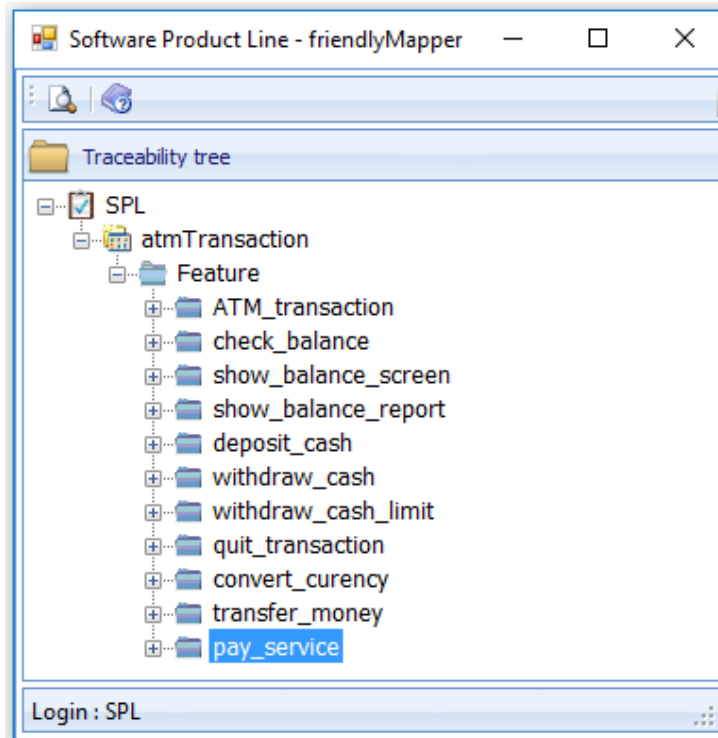 Software Product Line - friendlyMapper
Traceability tree
SPL
atmTransaction
Feature
ATM_transaction
check_balance
show_balance_screen
show_balance_report
deposit_cash
withdraw_cash
withdraw_cash_limit
quit_transaction
convert_curency
transfer_money
pay_service
Login : SPL